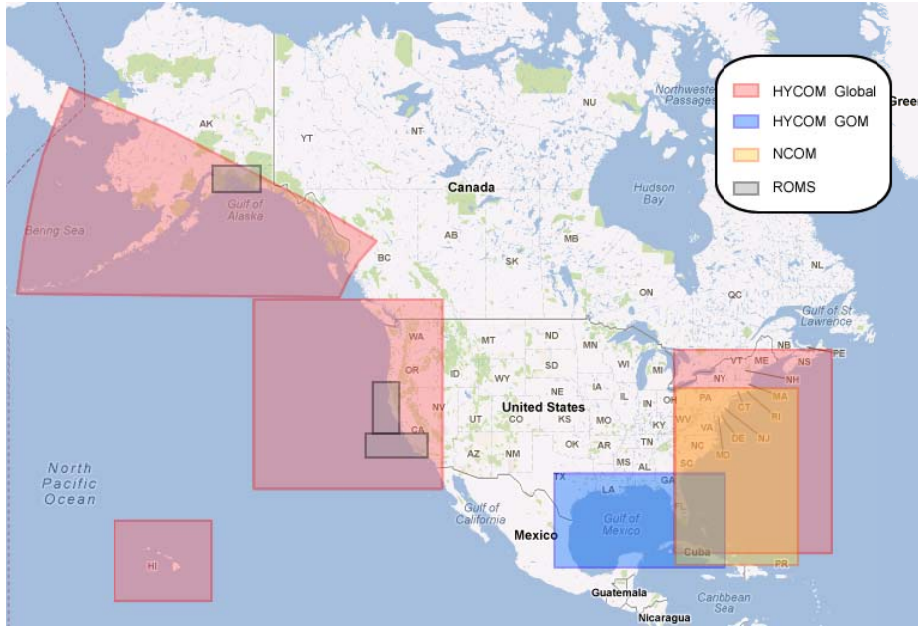 HYCOM Global
HYCOM GOM
NCOM
ROMS
Northwestern
Passages
Green
NU
AK
YT
NT
Gulf of
Alaska
Bering Sea
Canada
Hudson
Bay
BC
AB
SK
MB
ON
QC
NL
Gulf of St
Lawrence
WA
MT
ND
MN
NB
PE
VT
ME
NS
OR
ID
SD
WI
MI
NY
NH
WY
NE
IA
IL
IN
OH
PA
MA
CT
RI
NV
UT
CO
United States
KS
MO
KY
WV
VA
DE
NJ
CA
AZ
NM
OK
AR
TN
NC
MD
MS
AL
SC
TX
LA
GA
FL
North
Pacific
Ocean
Gulf of
California
Mexico
Gulf of
Mexico
Cuba
PR
HI
Guatemala
Caribbean
Sea
Nicaragua